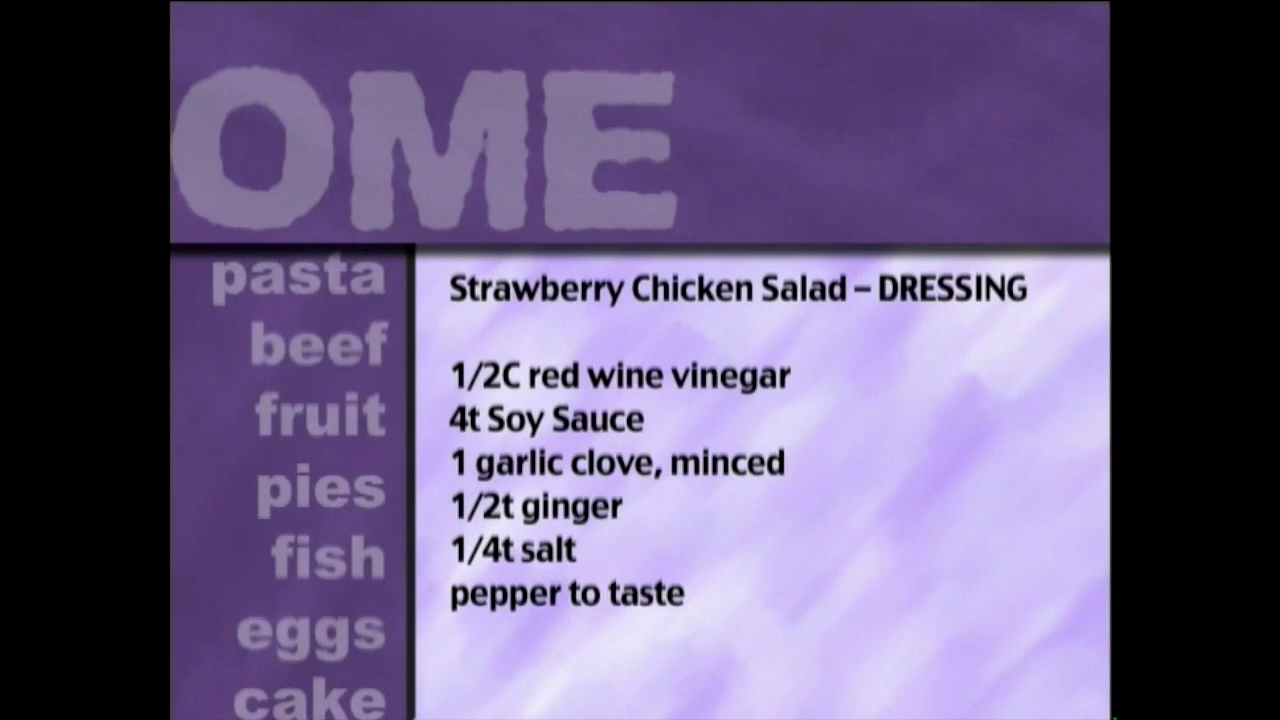 OME
pasta
beef
fruit
pies
fish
eggs
cake
Strawberry Chicken Salad – DRESSING
1/2C red wine vinegar
4t Soy Sauce
1 garlic clove, minced
1/2t ginger
1/4t salt
pepper to taste